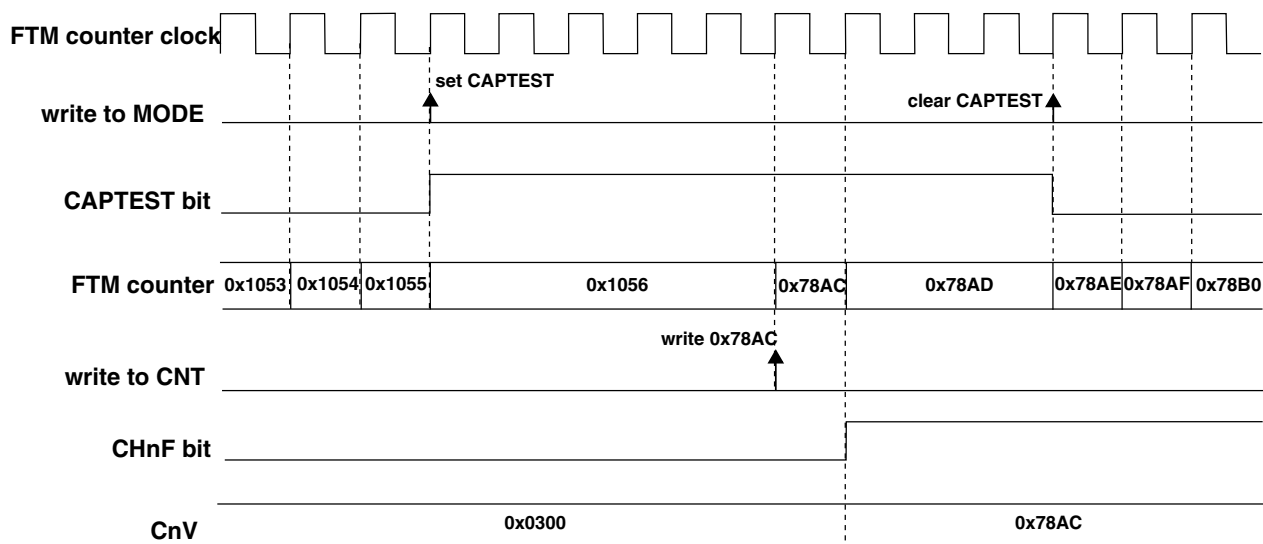 FTM counter clock
set CAPTEST
write to MODE
clear CAPTEST
CAPTEST bit
FTM counter 0x1053 0x1054 0x1055 0x1056 0x78AC 0x78AD 0x78AE 0x78AF 0x78B0
write 0x78AC
write to CNT
CHnF bit
CnV 0x0300 0x78AC